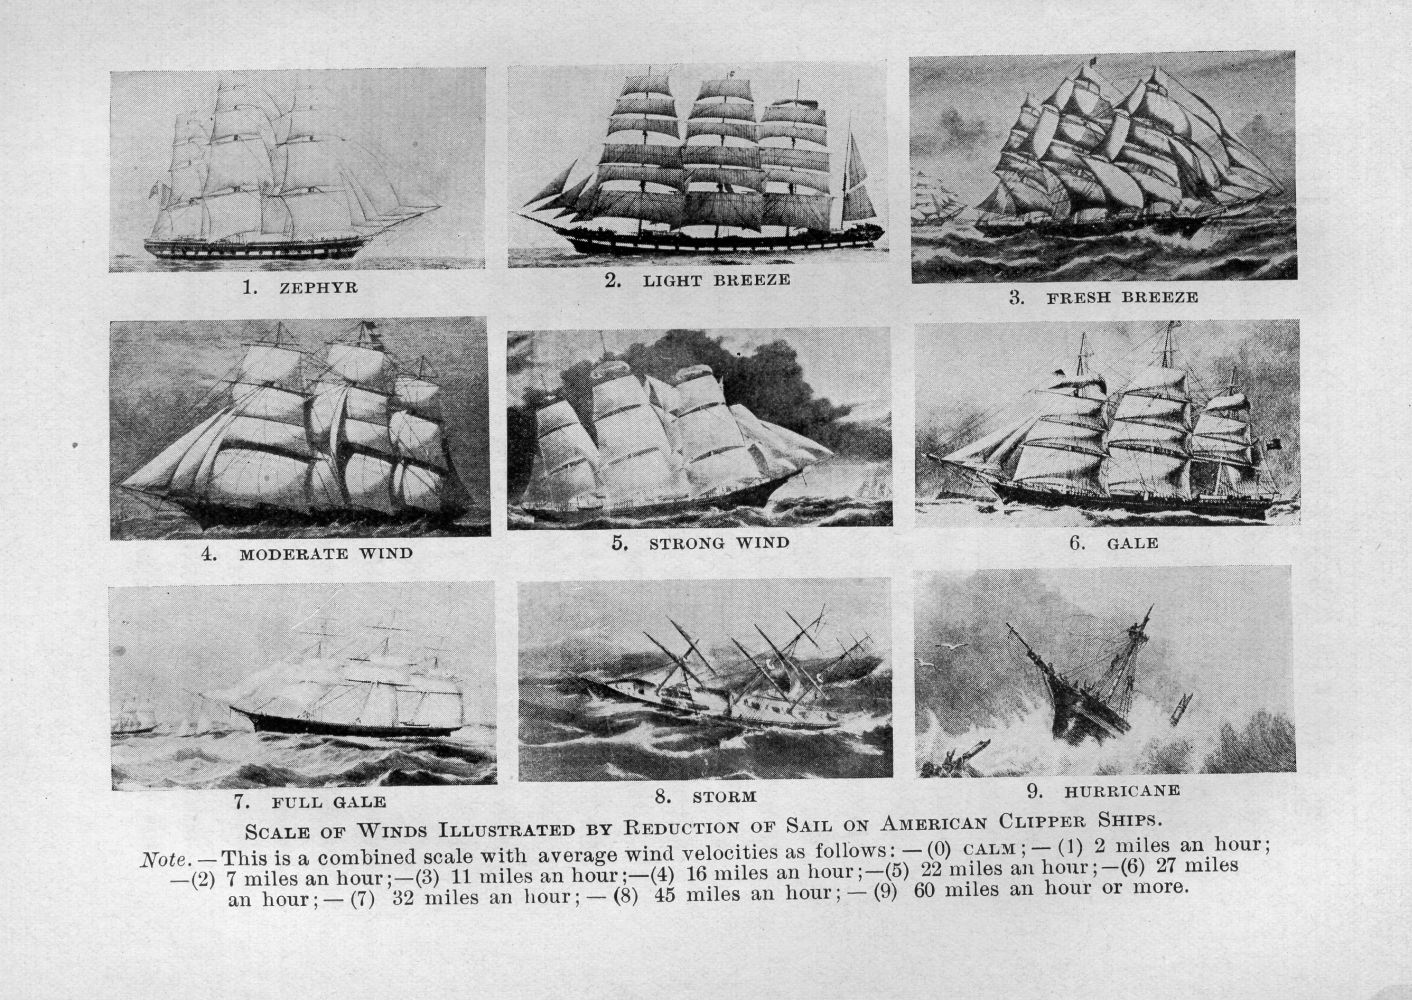 1. ZEPHYR
2. LIGHT BREEZE
3. FRESH BREEZE
4. MODERATE WIND
5. STRONG WIND
6. GALE
7. FULL GALE
8. STORM
9. HURRICANE
SCALE OF WINDS ILLUSTRATED BY REDUCTION OF SAIL ON AMERICAN CLIPPER SHIPS.
Note. — This is a combined scale with average wind velocities as follows: — (0) CALM; — (1) 2 miles an hour;
—(2) 7 miles an hour;—(3) 11 miles an hour;—(4) 16 miles an hour;—(5) 22 miles an hour;—(6) 27 miles
an hour; — (7) 32 miles an hour; — (8) 45 miles an hour; — (9) 60 miles an hour or more.